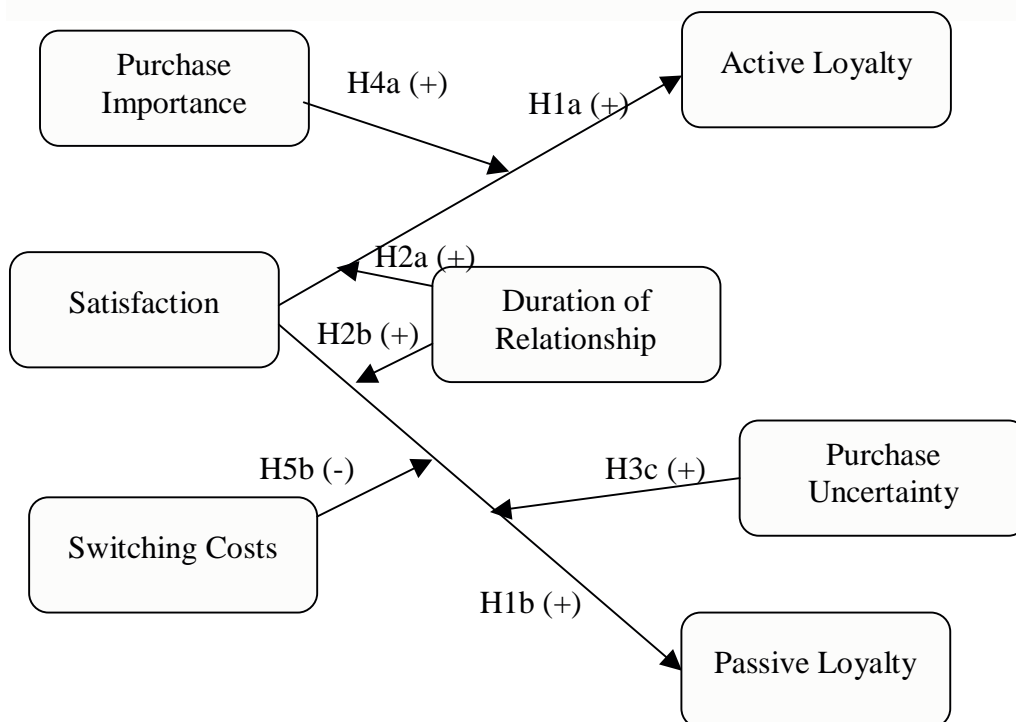 Purchase
Importance
H4a (+)
Active Loyalty
H1a (+)
H2a (+)
Satisfaction
Duration of
Relationship
H2b (+)
H5b (-)
H3c (+)
Purchase
Uncertainty
Switching Costs
H1b (+)
Passive Loyalty